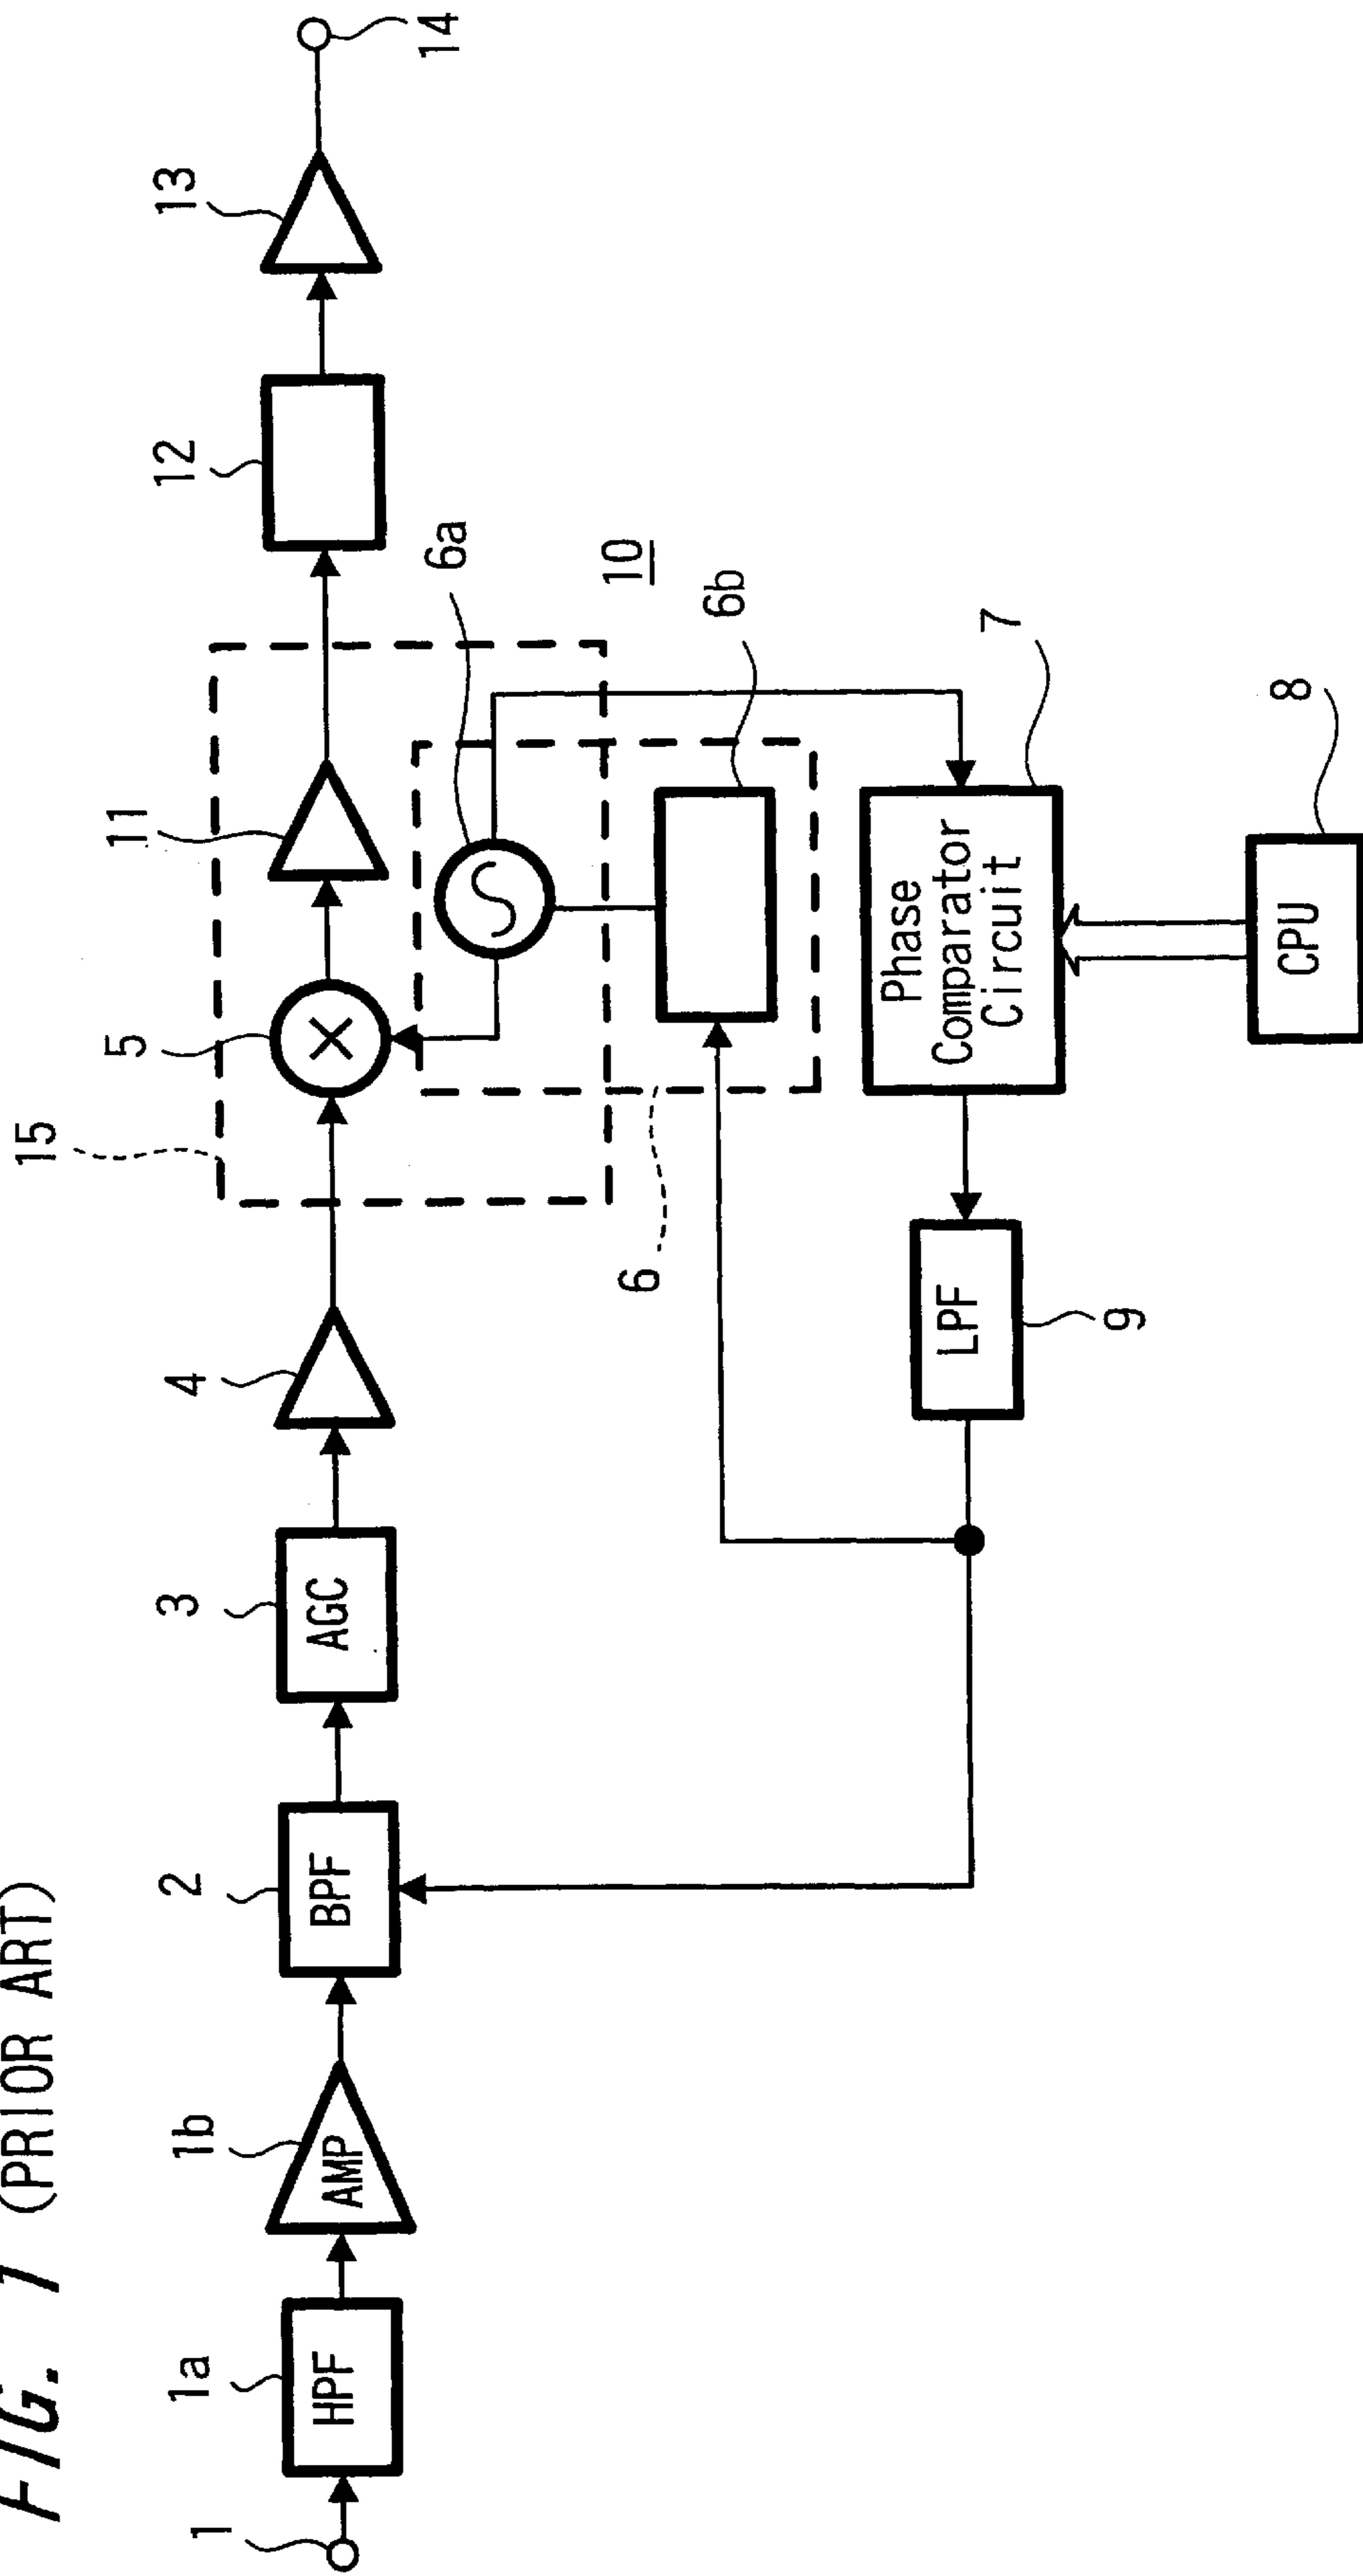 FIG. 1 (PRIOR ART)
15
5
11
12
13
14
1
1a
HPF
1b
AMP
2
BPF
3
AGC
4
6a
10
6
6b
7
Phase
Comparator
Circuit
LPF
9
8
CPU